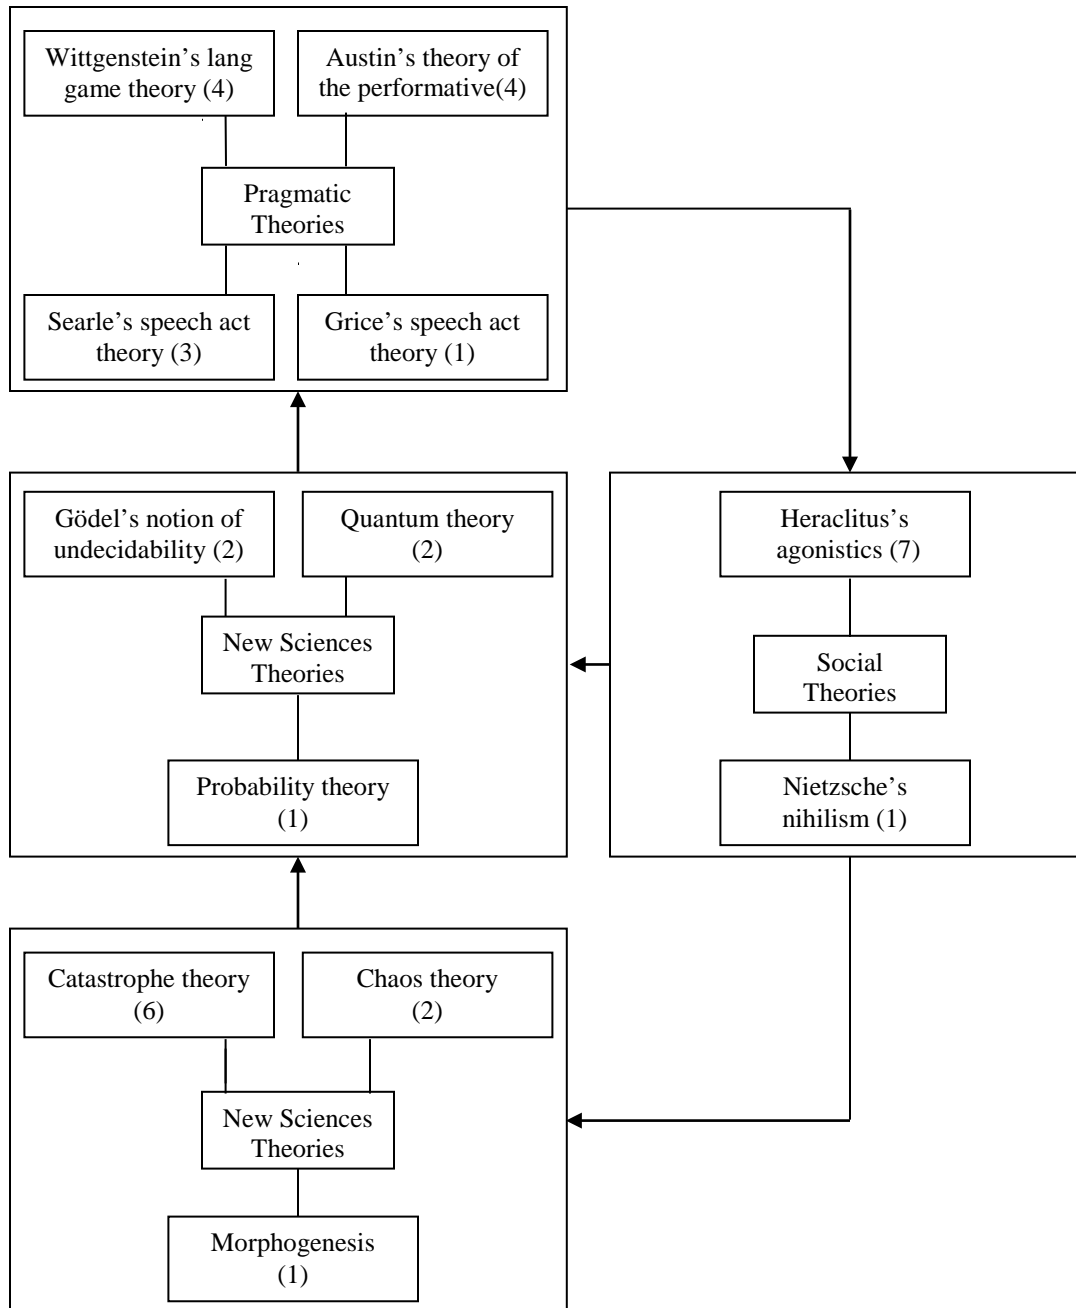 Wittgenstein’s lang
game theory (4)
Austin’s theory of
the performative(4)
Pragmatic
Theories
Searle’s speech act
theory (3)
Grice’s speech act
theory (1)
Gödel’s notion of
undecidability (2)
Quantum theory
(2)
New Sciences
Theories
Probability theory
(1)
Heraclitus’s
agonistics (7)
Social
Theories
Nietzsche’s
nihilism (1)
Catastrophe theory
(6)
Chaos theory
(2)
New Sciences
Theories
Morphogenesis
(1)